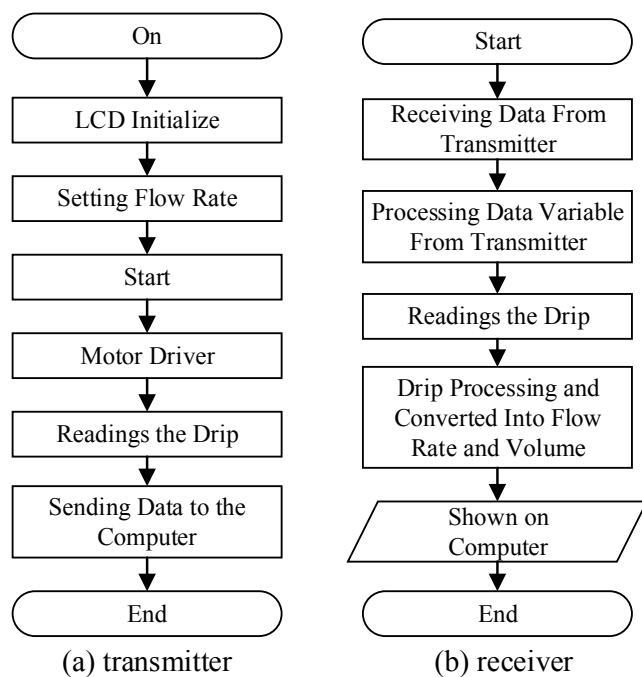 On
LCD Initialize
Setting Flow Rate
Start
Motor Driver
Readings the Drip
Sending Data to the
Computer
End
(a) transmitter
Start
Receiving Data From
Transmitter
Processing Data Variable
From Transmitter
Readings the Drip
Drip Processing and
Converted Into Flow
Rate and Volume
Shown on
Computer
End
(b) receiver